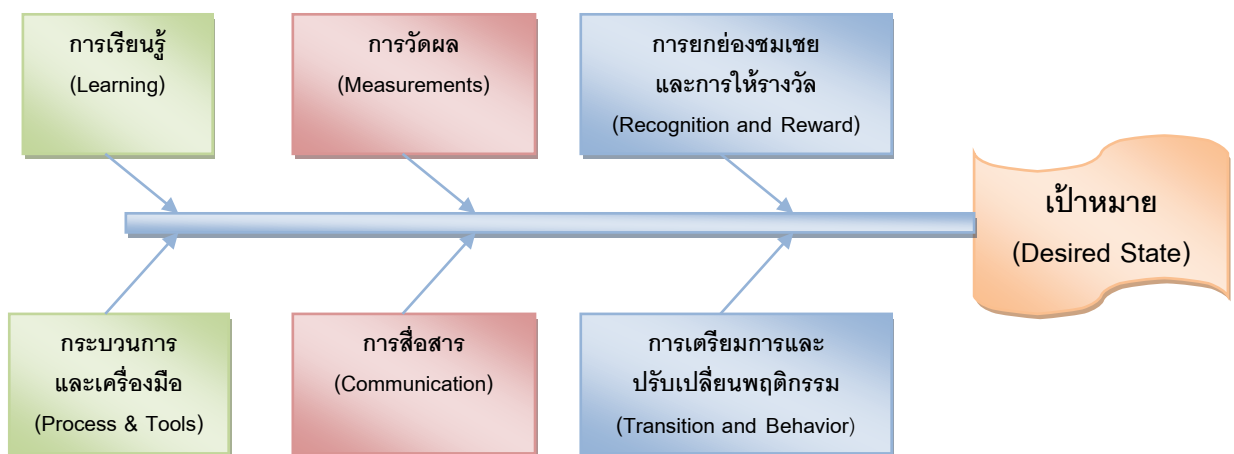 การเรียนรู้
(Learning)
การวัดผล
(Measurements)
การยกย่องชมเชย
และการให้รางวัล
(Recognition and Reward)
เป้าหมาย
(Desired State)
กระบวนการ
และเครื่องมือ
(Process & Tools)
การสื่อสาร
(Communication)
การเตรียมการและ
ปรับเปลี่ยนพฤติกรรม
(Transition and Behavior)